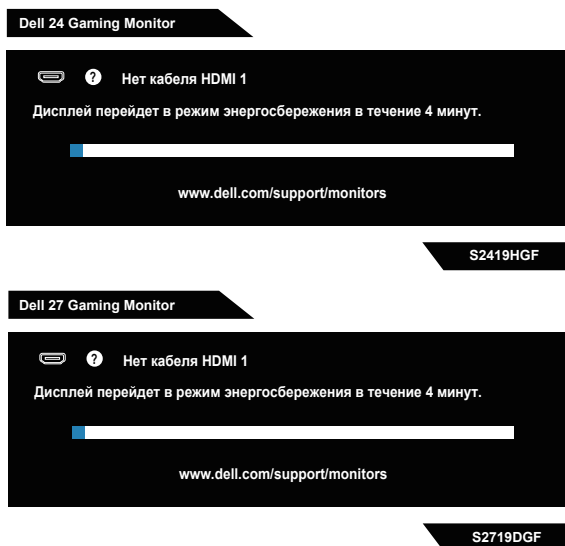 Dell 24 Gaming Monitor
? Нет кабеля HDMI 1
Дисплей перейдет в режим энергосбережения в течение 4 минут.
www.dell.com/support/monitors
S2419HGF
Dell 27 Gaming Monitor
? Нет кабеля HDMI 1
Дисплей перейдет в режим энергосбережения в течение 4 минут.
www.dell.com/support/monitors
S2719DGF